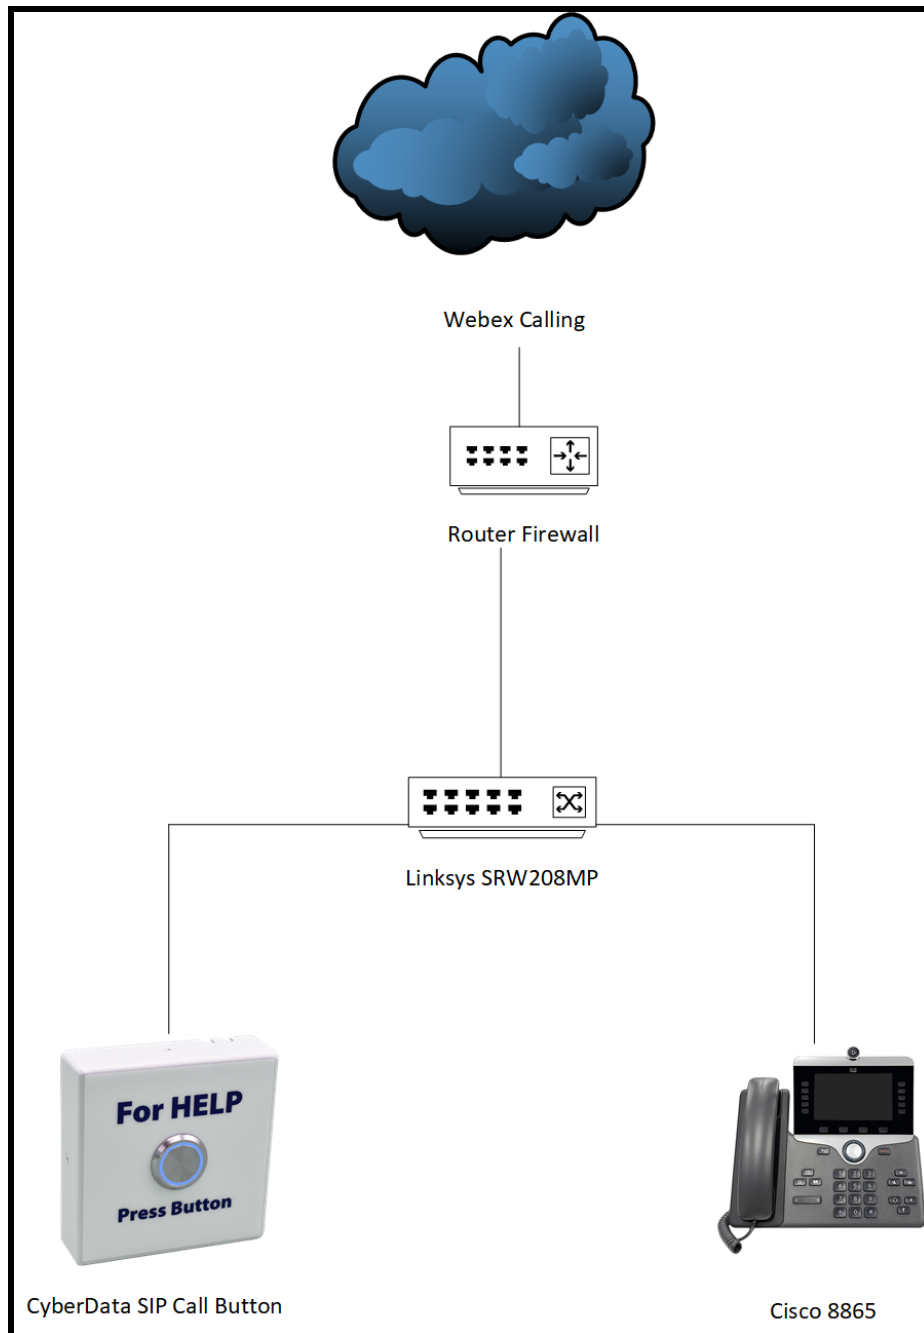 Webex Calling
Router Firewall
Linksys SRW208MP
For HELP
Press Button
CyberData SIP Call Button
Cisco 8865